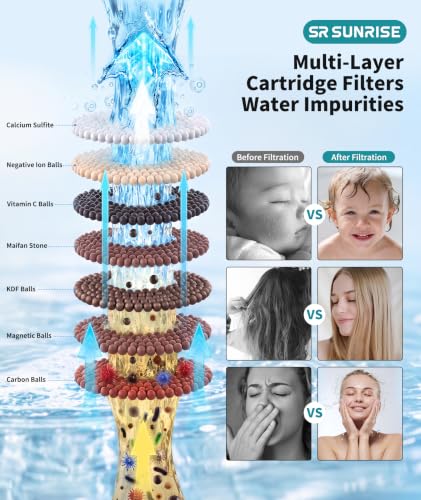 SR SUNRISE
Multi-Layer
Cartridge Filters
Water Impurities
Calcium Sulfite
Negative Ion Balls
Vitamin C Balls
Maifan Stone
KDF Balls
Magnetic Balls
Carbon Balls
Before Filtration
After Filtration
VS
VS
VS